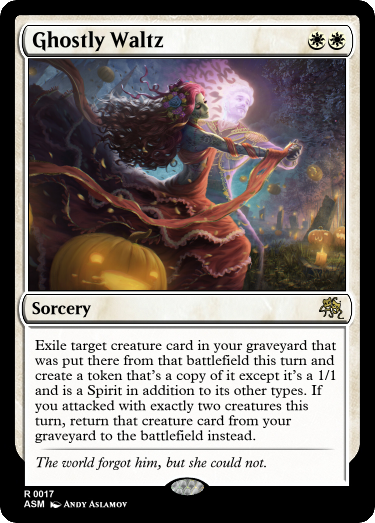 Ghostly Waltz
Sorcery
Exile target creature card in your graveyard that
was put there from that battlefield this turn and
create a token that's a copy of it except it's a 1/1
and is a Spirit in addition to its other types. If
you attacked with exactly two creatures this
turn, return that creature card from your
graveyard to the battlefield instead.
The world forgot him, but she could not.
R 0017
ASM Andy Aslamov